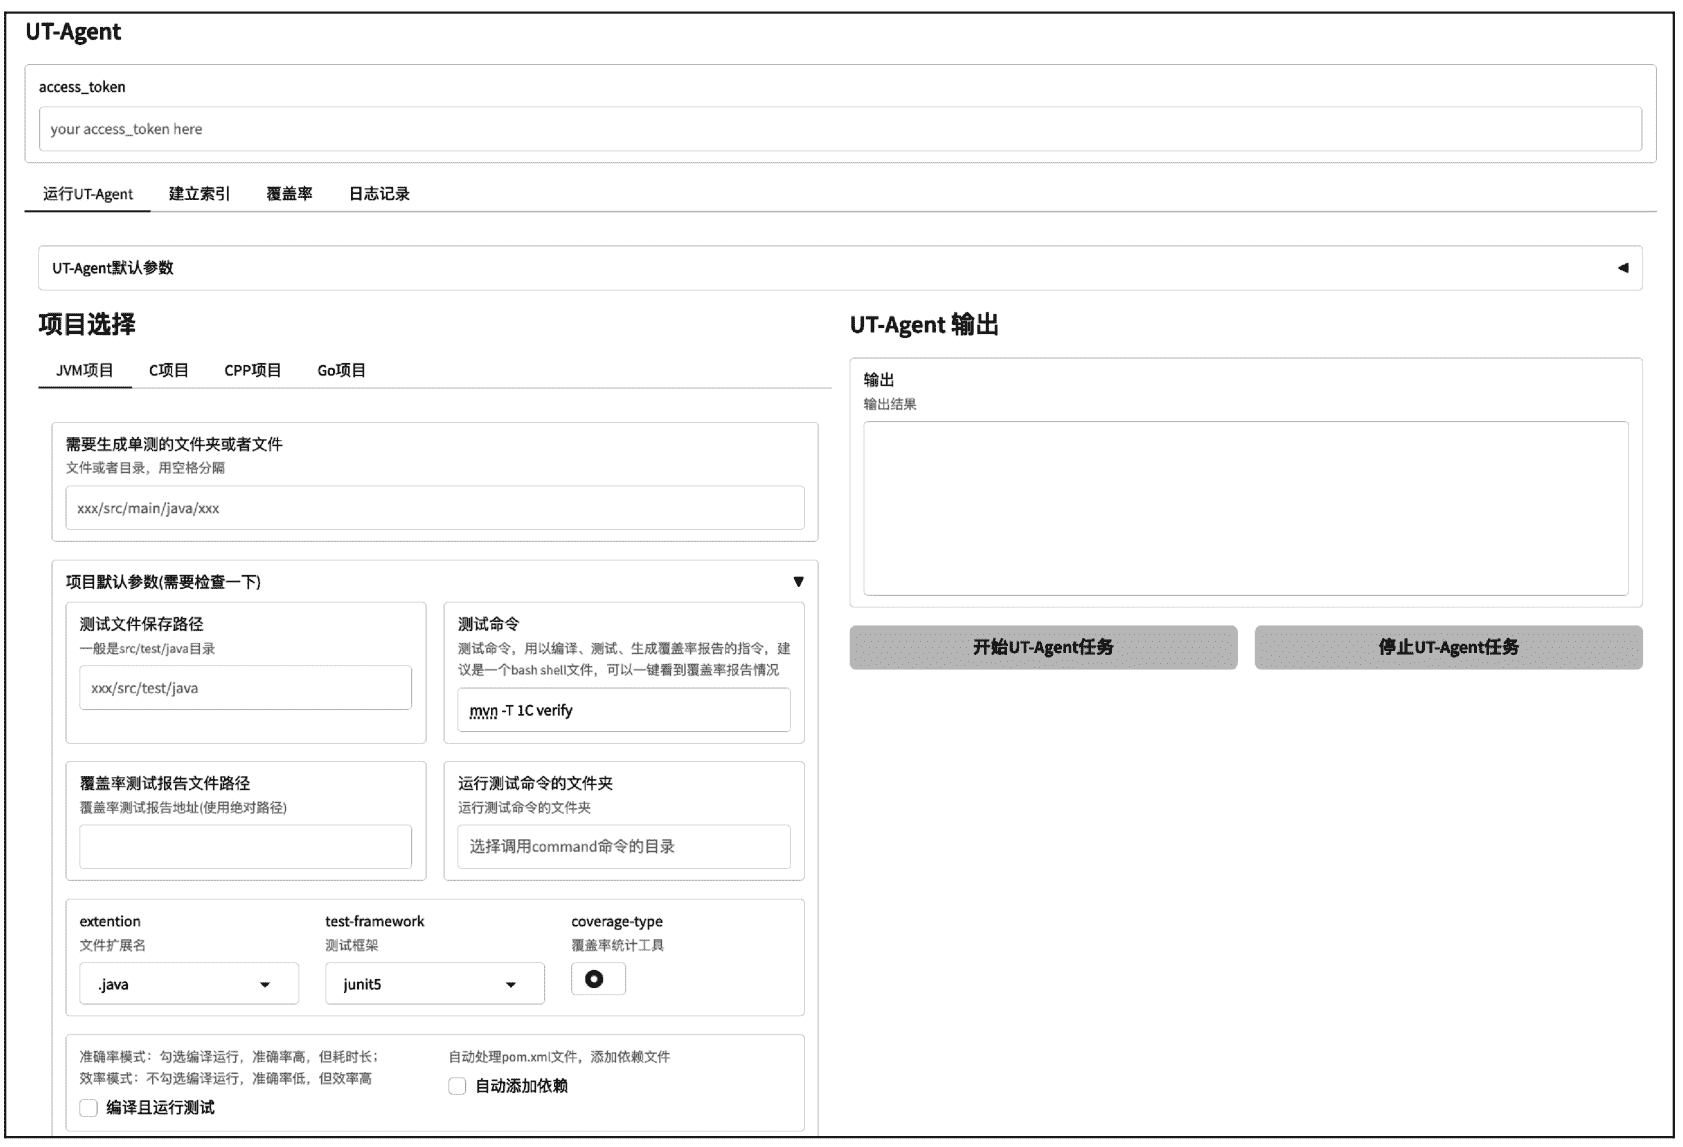 UT-Agent
access_token
your access_token here
运行UT-Agent 建立索引 覆盖率 日志记录
UT-Agent默认参数
项目选择
JVM项目 C项目 CPP项目 Go项目
需要生成单测的文件夹或者文件
文件或者目录，用空格分隔
xxx/src/main/java/xxx
项目默认参数(需要检查一下)
测试文件保存路径
一般是src/test/java目录
xxx/src/test/java
测试命令
测试命令，用以编译、测试、生成覆盖率报告的指令，建
议是一个bash shell文件，可以一键看到覆盖率报告情况
mvn -T 1C verify
覆盖率测试报告文件路径
覆盖率测试报告地址(使用绝对路径)
运行测试命令的文件夹
运行测试命令的文件夹
选择调用command命令的目录
extention
文件扩展名
.java
test-framework
测试框架
junit5
coverage-type
覆盖率统计工具
准确率模式：勾选编译运行，准确率高，但耗时长；
效率模式：不勾选编译运行，准确率低，但效率高
编译且运行测试
自动处理pom.xml文件，添加依赖文件
自动添加依赖
UT-Agent 输出
输出
输出结果
开始UT-Agent任务 停止UT-Agent任务